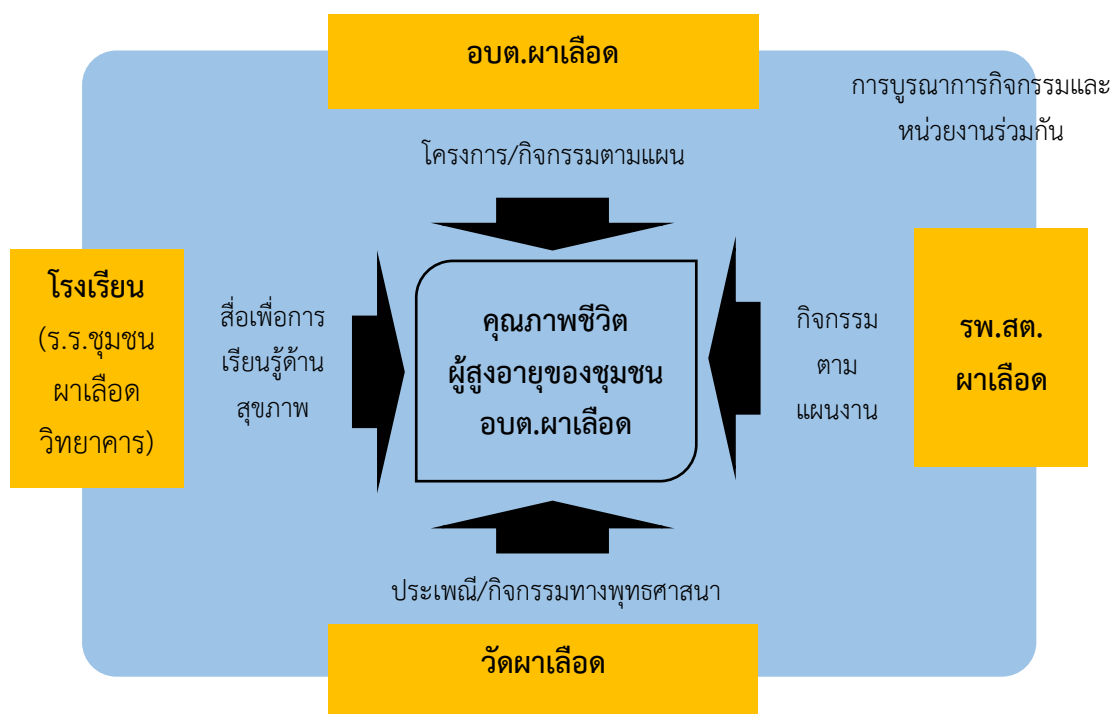 อบต.ผาเลือด
การบูรณาการกิจกรรมและ
หน่วยงานร่วมกัน
โครงการ/กิจกรรมตามแผน
โรงเรียน
(ร.ร.ชุมชน
ผาเลือด
วิทยาคาร)
สื่อเพื่อการ
เรียนรู้ด้าน
สุขภาพ
คุณภาพชีวิต
ผู้สูงอายุของชุมชน
อบต.ผาเลือด
กิจกรรม
ตาม
แผนงาน
รพ.สต.
ผาเลือด
ประเพณี/กิจกรรมทางพุทธศาสนา
วัดผาเลือด